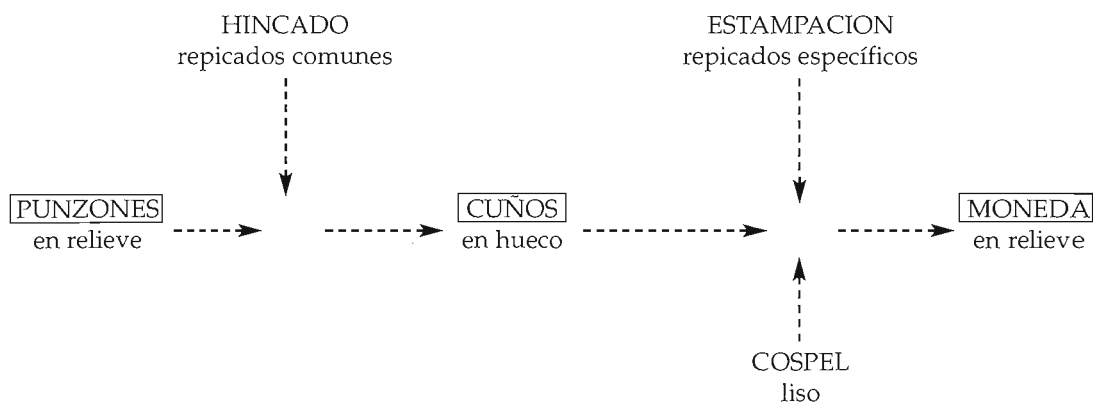 HINCADO
repicados comunes
ESTAMPACION
repicados específicos
PUNZONES
en relieve
CUÑOS
en hueco
MONEDA
en relieve
COSPEL
liso